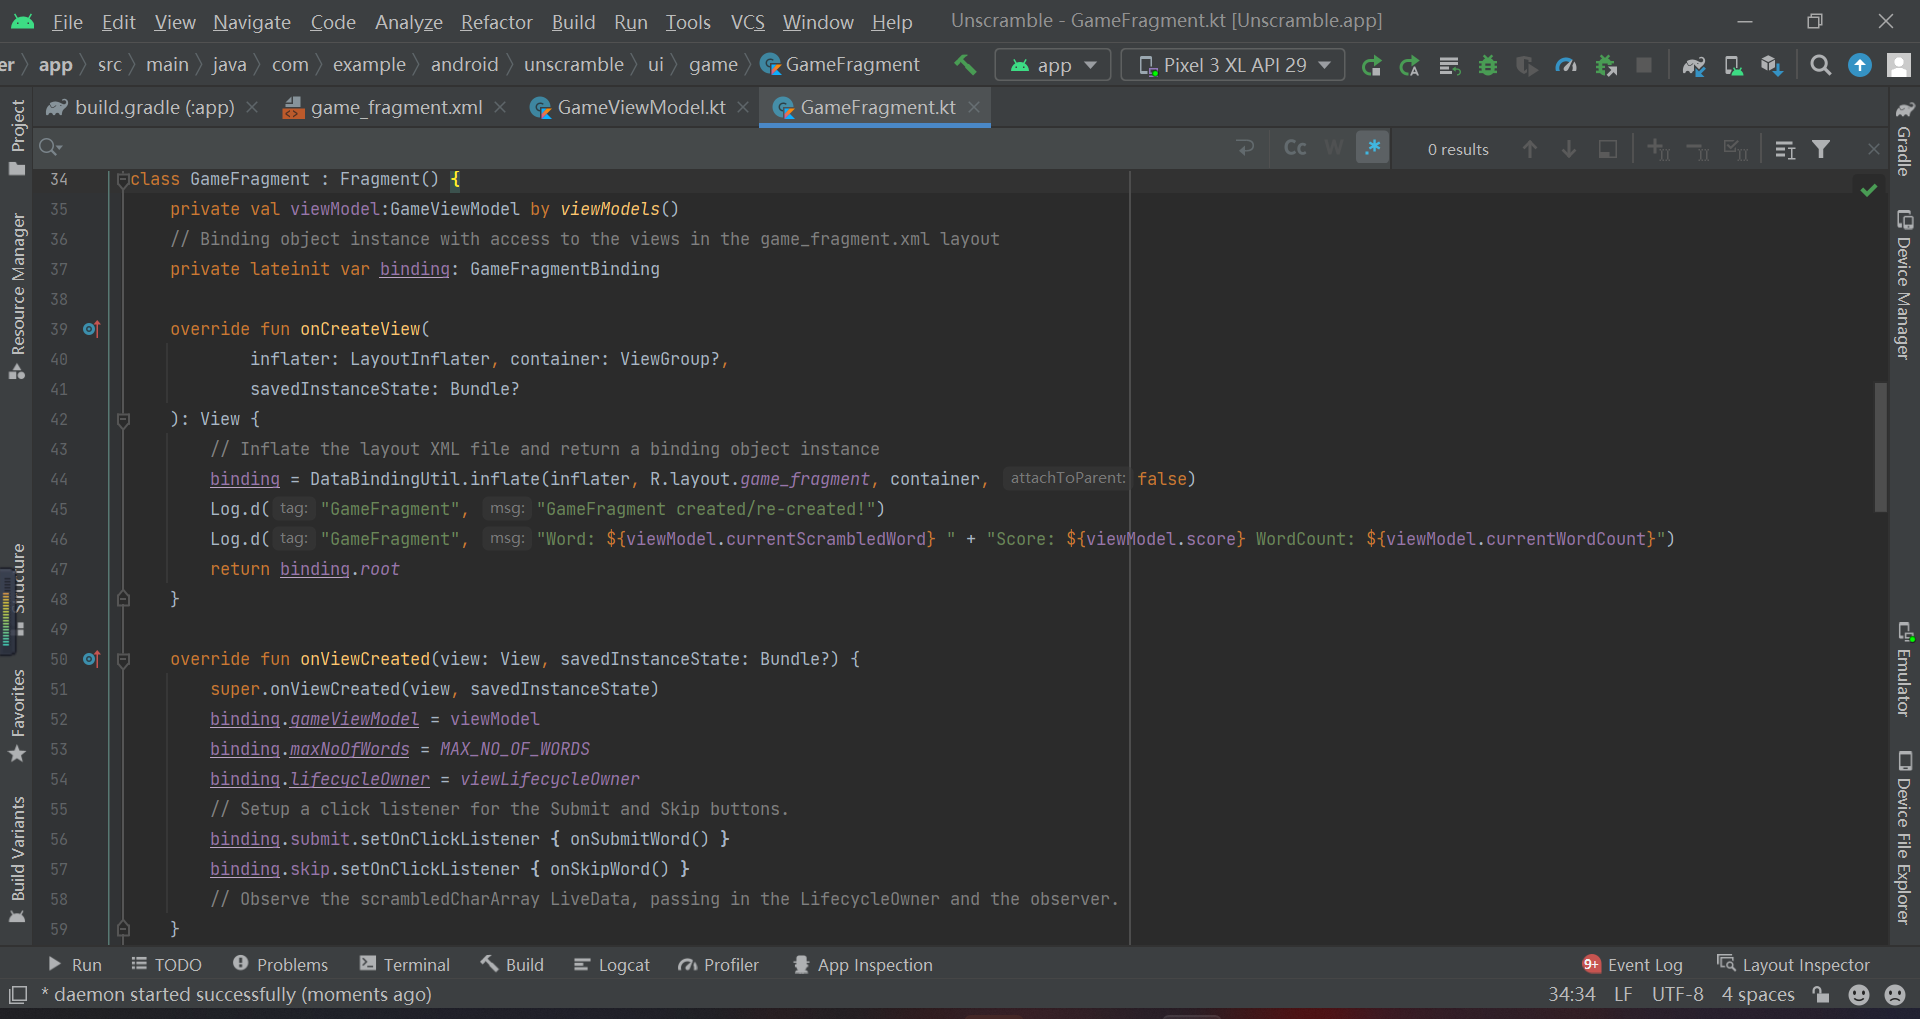 File Edit View Navigate Code Analyze Refactor Build Run Tools VCS Window Help Unscramble - GameFragment.kt [Unscramble.app]
er app src main java com example android unscramble ui game GameFragment app Pixel 3 XL API 29
build.gradle (:app) game_fragment.xml GameViewModel.kt GameFragment.kt
Cc W .* 0 results
34 class GameFragment : Fragment() {
35 private val viewModel:GameViewModel by viewModels()
36 // Binding object instance with access to the views in the game_fragment.xml layout
37 private lateinit var binding: GameFragmentBinding
38
39 override fun onCreateView(
40 inflater: LayoutInflater, container: ViewGroup?,
41 savedInstanceState: Bundle?
42 ): View {
43 // Inflate the layout XML file and return a binding object instance
44 binding = DataBindingUtil.inflate(inflater, R.layout.game_fragment, container, attachToParent: false)
45 Log.d( tag: "GameFragment", msg: "GameFragment created/re-created!")
46 Log.d( tag: "GameFragment", msg: "Word: ${viewModel.currentScrambledWord} " + "Score: ${viewModel.score} WordCount: ${viewModel.currentWordCount}")
47 return binding.root
48 }
49
50 override fun onViewCreated(view: View, savedInstanceState: Bundle?) {
51 super.onViewCreated(view, savedInstanceState)
52 binding.gameViewModel = viewModel
53 binding.maxNoOfWords = MAX_NO_OF_WORDS
54 binding.lifecycleOwner = viewLifecycleOwner
55 // Setup a click listener for the Submit and Skip buttons.
56 binding.submit.setOnClickListener { onSubmitWord() }
57 binding.skip.setOnClickListener { onSkipWord() }
58 // Observe the scrambledCharArray LiveData, passing in the LifecycleOwner and the observer.
59 }
Project
Resource Manager
Structure
Favorites
Build Variants
Gradle
Device Manager
Emulator
Device File Explorer
Run TODO Problems Terminal Build Logcat Profiler App Inspection 9+ Event Log Layout Inspector
* daemon started successfully (moments ago) 34:34 LF UTF-8 4 spaces